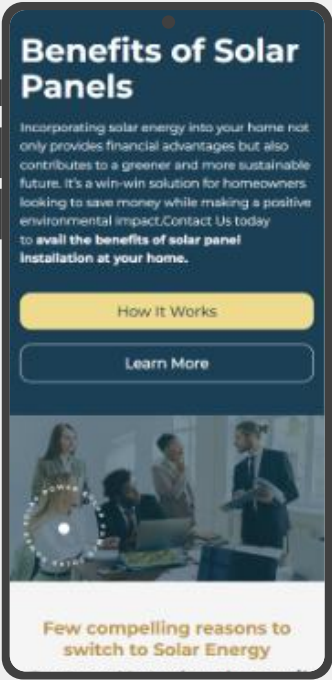 Benefits of Solar
Panels
Incorporating solar energy into your home not
only provides financial advantages but also
contributes to a greener and more sustainable
future. It's a win-win solution for homeowners
looking to save money while making a positive
environmental impact.Contact Us today
to avail the benefits of solar panel
installation at your home.
How It Works
Learn More
POWER
Few compelling reasons to
switch to Solar Energy